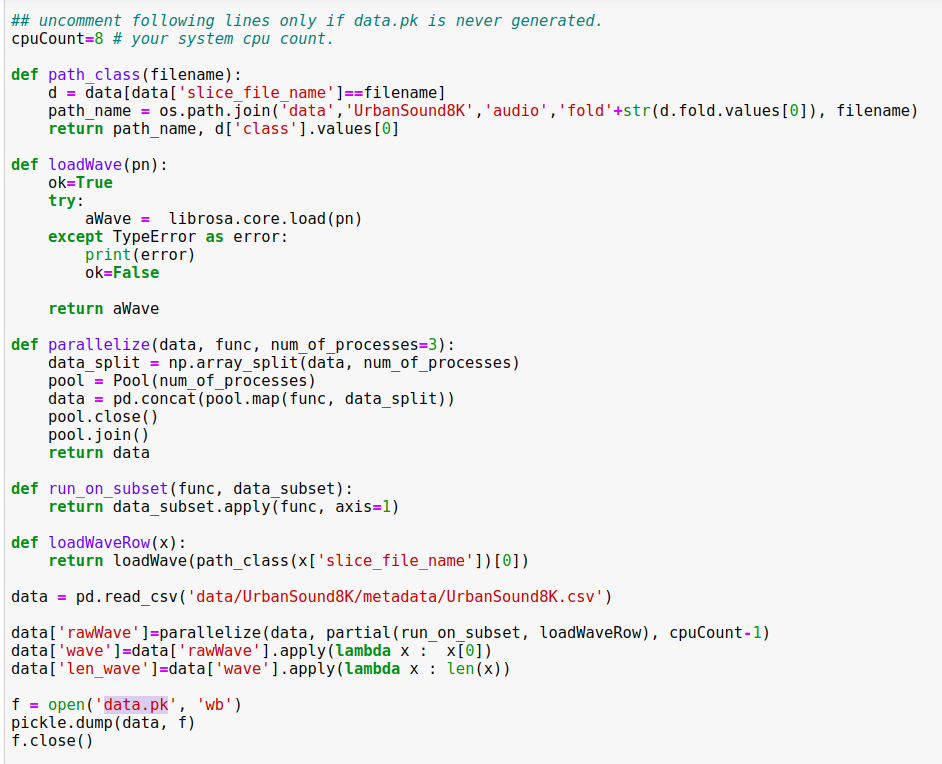 ## uncomment following lines only if data.pk is never generated.
cpuCount=8 # your system cpu count.
def path_class(filename):
    d = data[data['slice_file_name']==filename]
    path_name = os.path.join('data','UrbanSound8K','audio','fold'+str(d.fold.values[0]), filename)
    return path_name, d['class'].values[0]
def loadWave(pn):
    ok=True
    try:
        aWave =  librosa.core.load(pn)
    except TypeError as error:
        print(error)
        ok=False
    return aWave
def parallelize(data, func, num_of_processes=3):
    data_split = np.array_split(data, num_of_processes)
    pool = Pool(num_of_processes)
    data = pd.concat(pool.map(func, data_split))
    pool.close()
    pool.join()
    return data
def run_on_subset(func, data_subset):
    return data_subset.apply(func, axis=1)
def loadWaveRow(x):
    return loadWave(path_class(x['slice_file_name'])[0])
data = pd.read_csv('data/UrbanSound8K/metadata/UrbanSound8K.csv')
data['rawWave']=parallelize(data, partial(run_on_subset, loadWaveRow), cpuCount-1)
data['wave']=data['rawWave'].apply(lambda x :  x[0])
data['len_wave']=data['wave'].apply(lambda x : len(x))
f = open('data.pk', 'wb')
pickle.dump(data, f)
f.close()